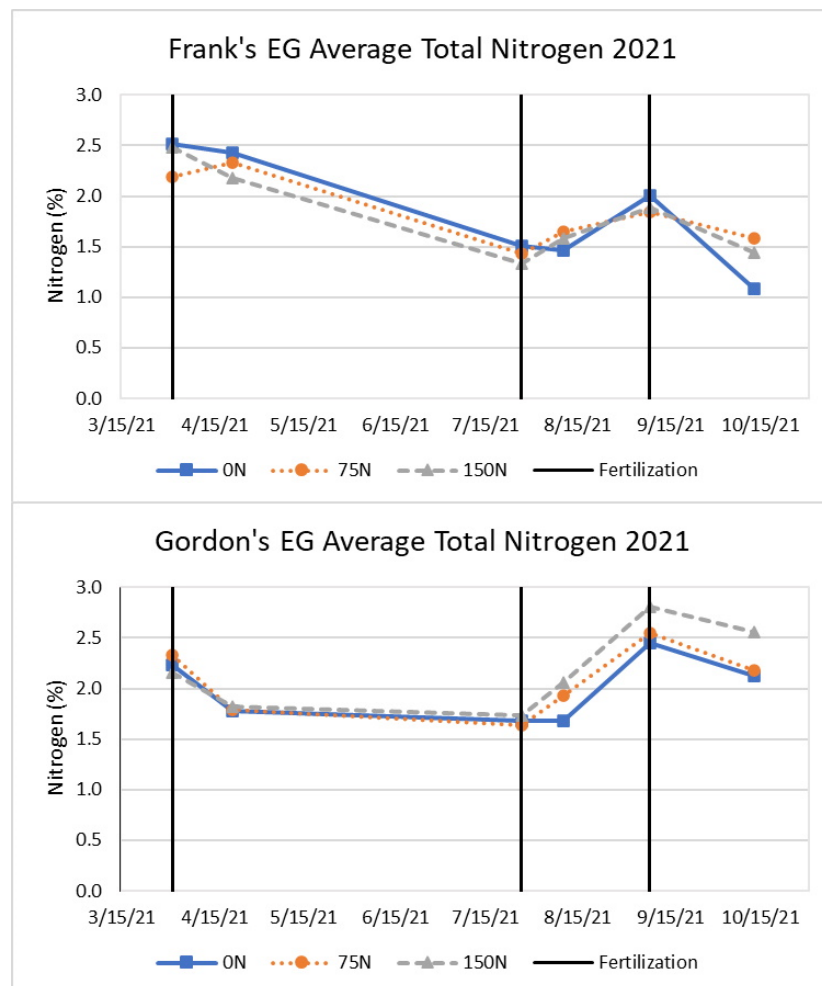 Frank's EG Average Total Nitrogen 2021
3.0
2.5
2.0
1.5
1.0
0.5
0.0
Nitrogen (%)
3/15/21 4/15/21 5/15/21 6/15/21 7/15/21 8/15/21 9/15/21 10/15/21
0N 75N 150N Fertilization
Gordon's EG Average Total Nitrogen 2021
3.0
2.5
2.0
1.5
1.0
0.5
0.0
Nitrogen (%)
3/15/21 4/15/21 5/15/21 6/15/21 7/15/21 8/15/21 9/15/21 10/15/21
0N 75N 150N Fertilization